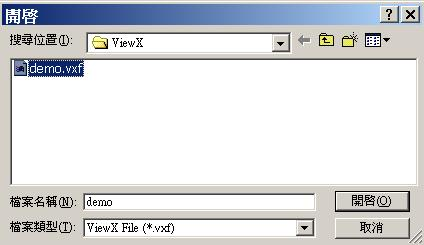 開啓
搜尋位置(I): ViewX
demo.vxf
檔案名稱(N): demo 開啓(O)
檔案類型(T): ViewX File (*.vxf) 取消